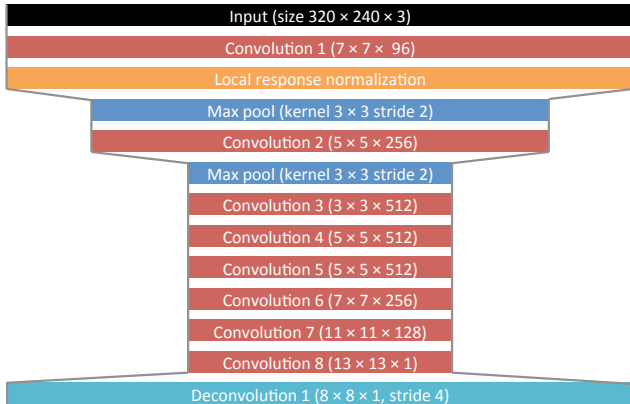 Input (size 320 × 240 × 3)
Convolution 1 (7 × 7 × 96)
Local response normalization
Max pool (kernel 3 × 3 stride 2)
Convolution 2 (5 × 5 × 256)
Max pool (kernel 3 × 3 stride 2)
Convolution 3 (3 × 3 × 512)
Convolution 4 (5 × 5 × 512)
Convolution 5 (5 × 5 × 512)
Convolution 6 (7 × 7 × 256)
Convolution 7 (11 × 11 × 128)
Convolution 8 (13 × 13 × 1)
Deconvolution 1 (8 × 8 × 1, stride 4)